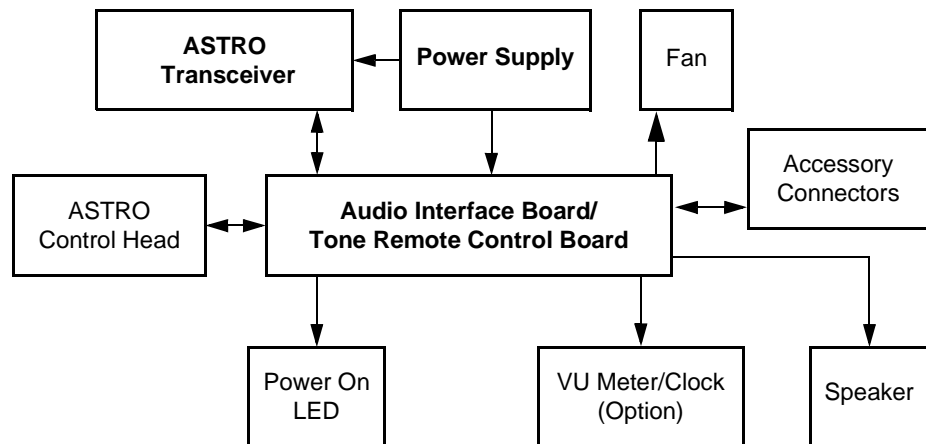 ASTRO
Transceiver
Power Supply
Fan
Accessory
Connectors
ASTRO
Control Head
Audio Interface Board/
Tone Remote Control Board
Power On
LED
VU Meter/Clock
(Option)
Speaker